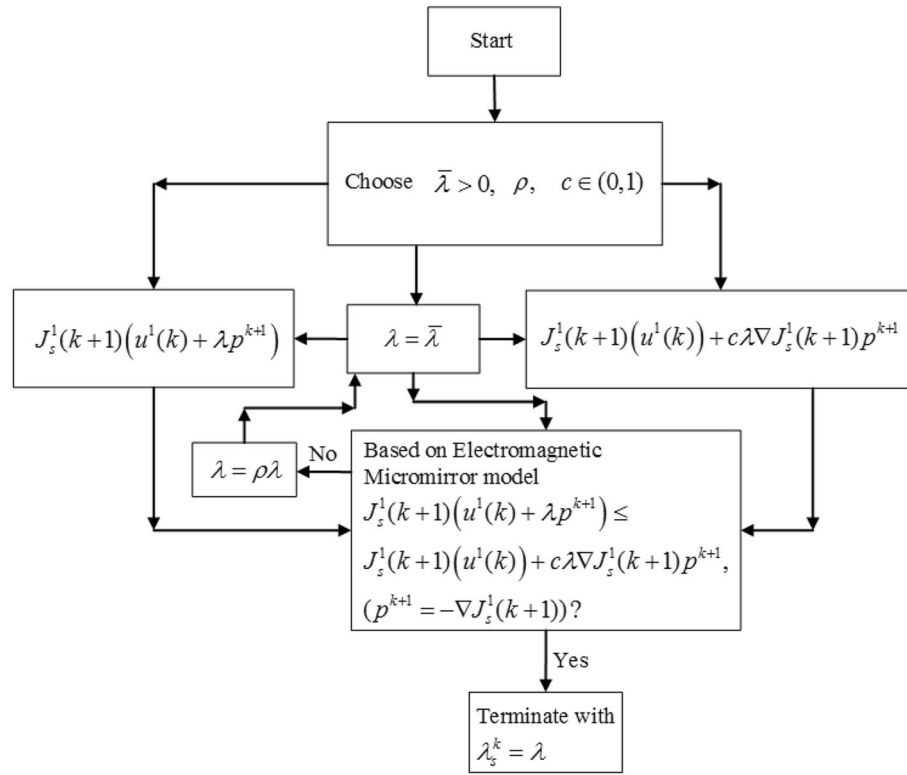 Start
Choose λ̄ > 0, ρ, c ∈ (0,1)
J_s^1(k+1)(u^1(k) + λp^{k+1})
λ = λ̄
J_s^1(k+1)(u^1(k)) + cλ∇J_s^1(k+1)p^{k+1}
λ = ρλ
No
Based on Electromagnetic
Micromirror model
J_s^1(k+1)(u^1(k) + λp^{k+1}) ≤
J_s^1(k+1)(u^1(k)) + cλ∇J_s^1(k+1)p^{k+1},
(p^{k+1} = −∇J_s^1(k+1))?
Yes
Terminate with
λ_s^k = λ